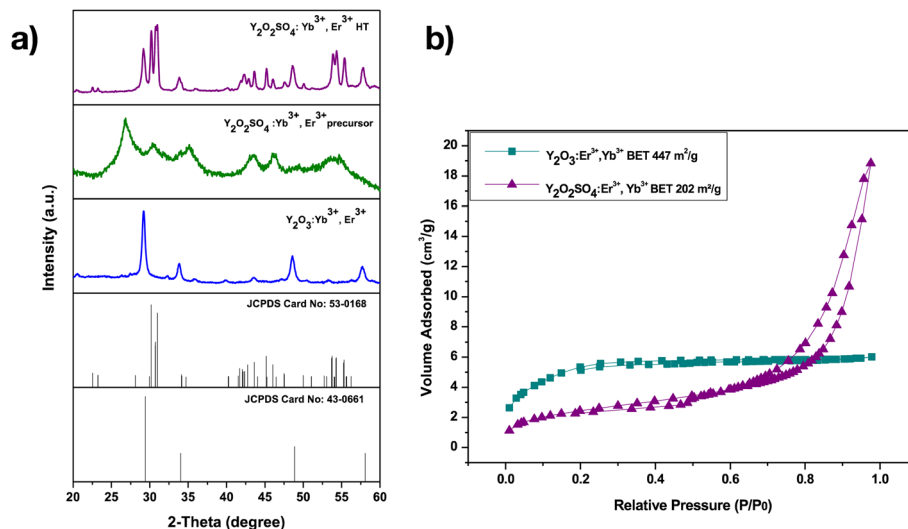 a)
Y₂O₂SO₄: Yb³⁺, Er³⁺ HT
Y₂O₂SO₄ :Yb³⁺, Er³⁺ precursor
Y₂O₃:Yb³⁺, Er³⁺
JCPDS Card No: 53-0168
JCPDS Card No: 43-0661
Intensity (a.u.)
20 25 30 35 40 45 50 55 60
2-Theta (degree)
b)
Y₂O₃:Er³⁺,Yb³⁺ BET 447 m²/g
Y₂O₂SO₄:Er³⁺, Yb³⁺ BET 202 m²/g
Volume Adsorbed (cm³/g)
20
18
16
14
12
10
8
6
4
2
0
0.0 0.2 0.4 0.6 0.8 1.0
Relative Pressure (P/P₀)